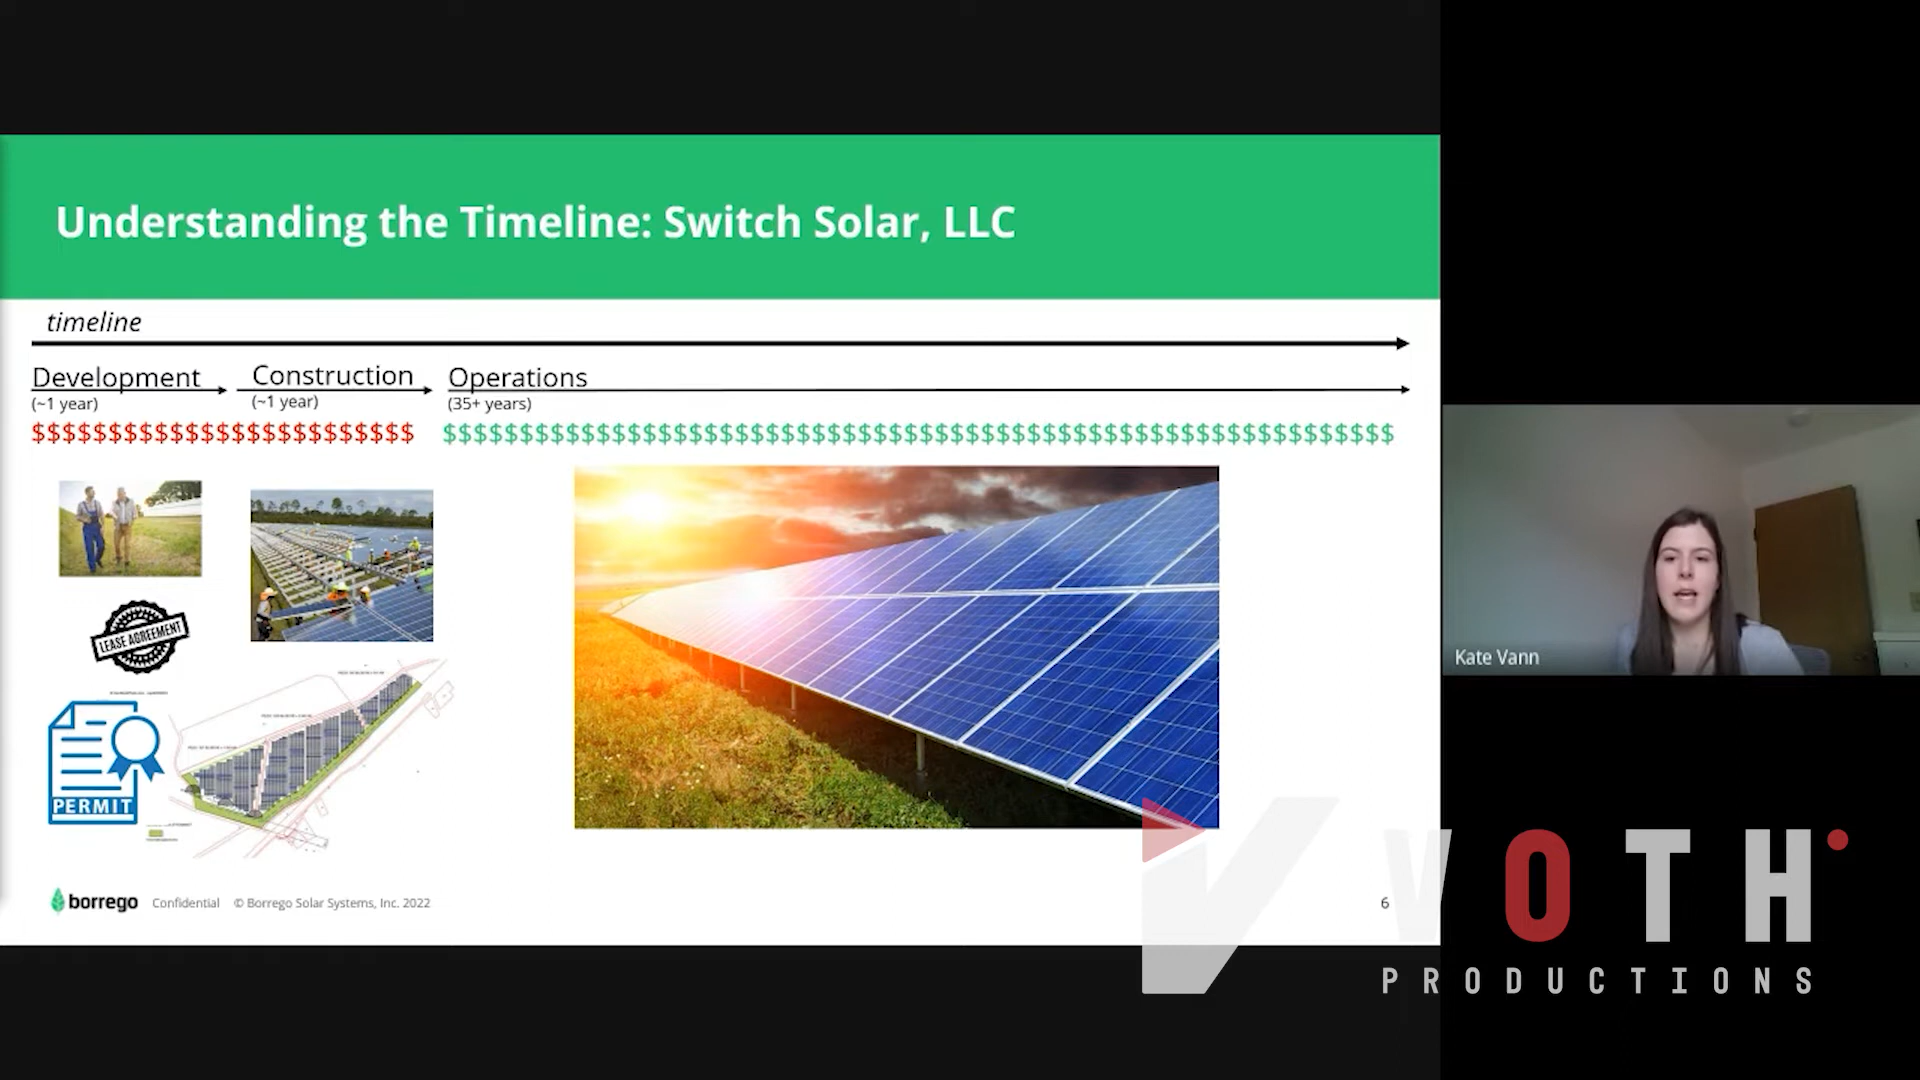 Understanding the Timeline: Switch Solar, LLC
timeline
Development
(~1 year)
Construction
(~1 year)
Operations
(35+ years)
LEASE AGREEMENT
PERMIT
borrego
Confidential
© Borrego Solar Systems, Inc. 2022
6
Kate Vann
VOTH
PRODUCTIONS